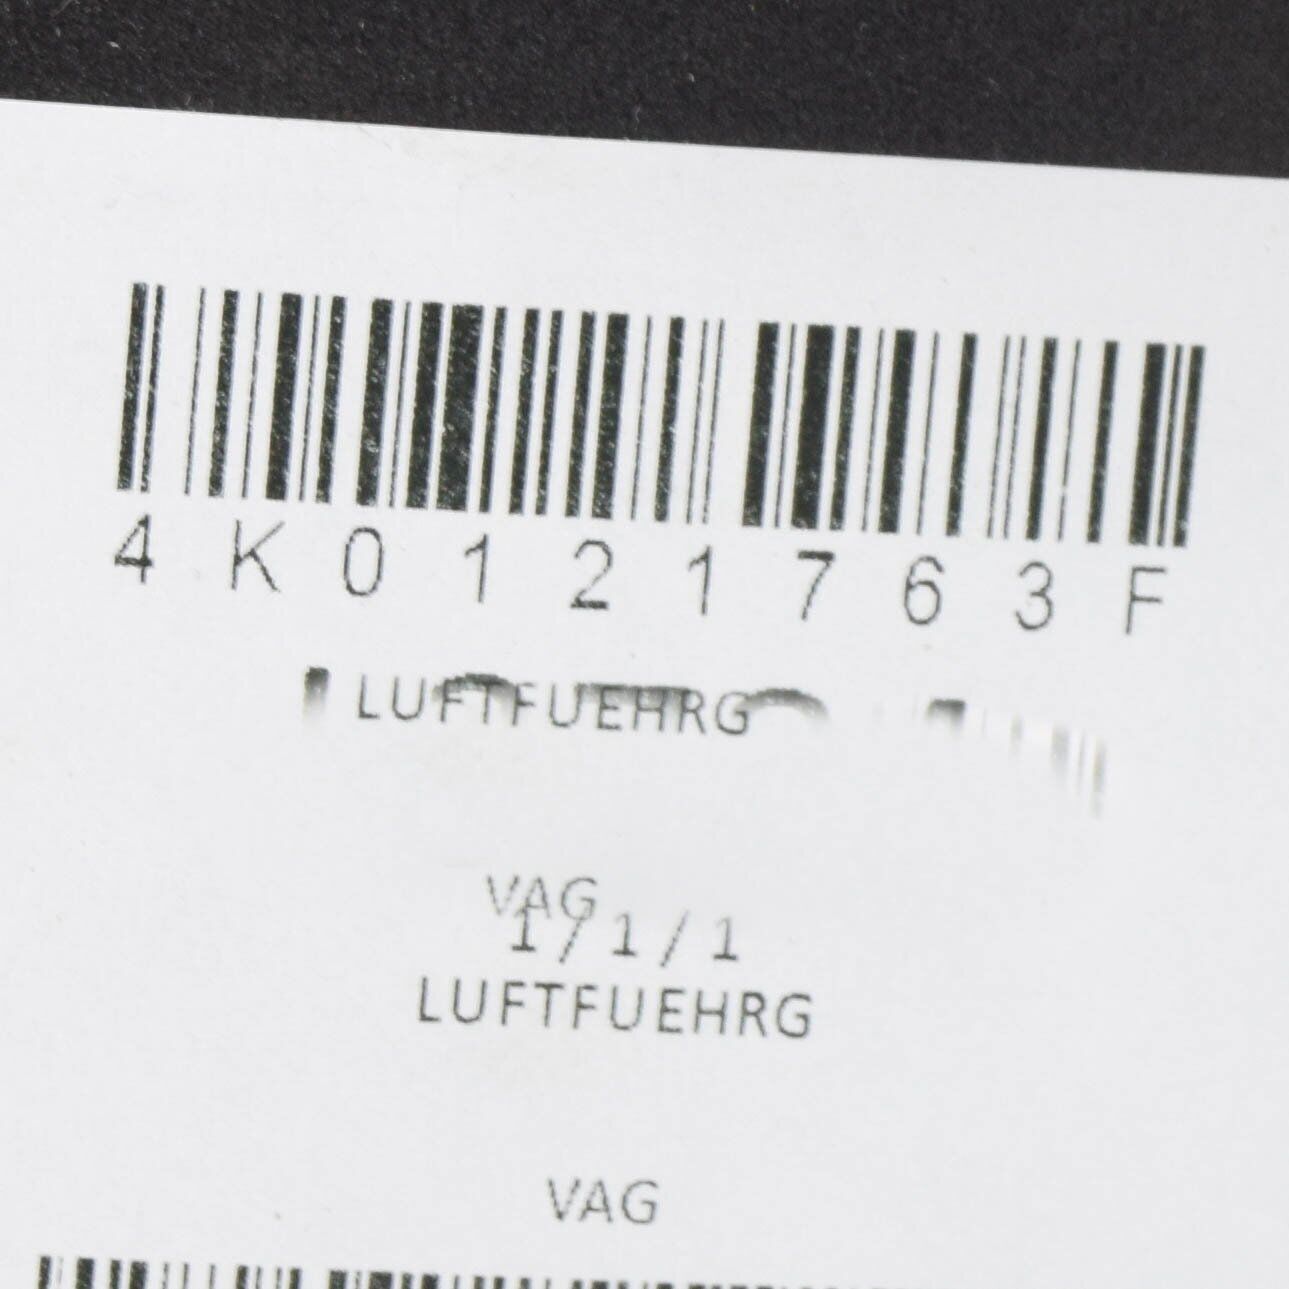 4K0121763F
LUFTFUEHRG
VAG
1/1/1
LUFTFUEHRG
VAG